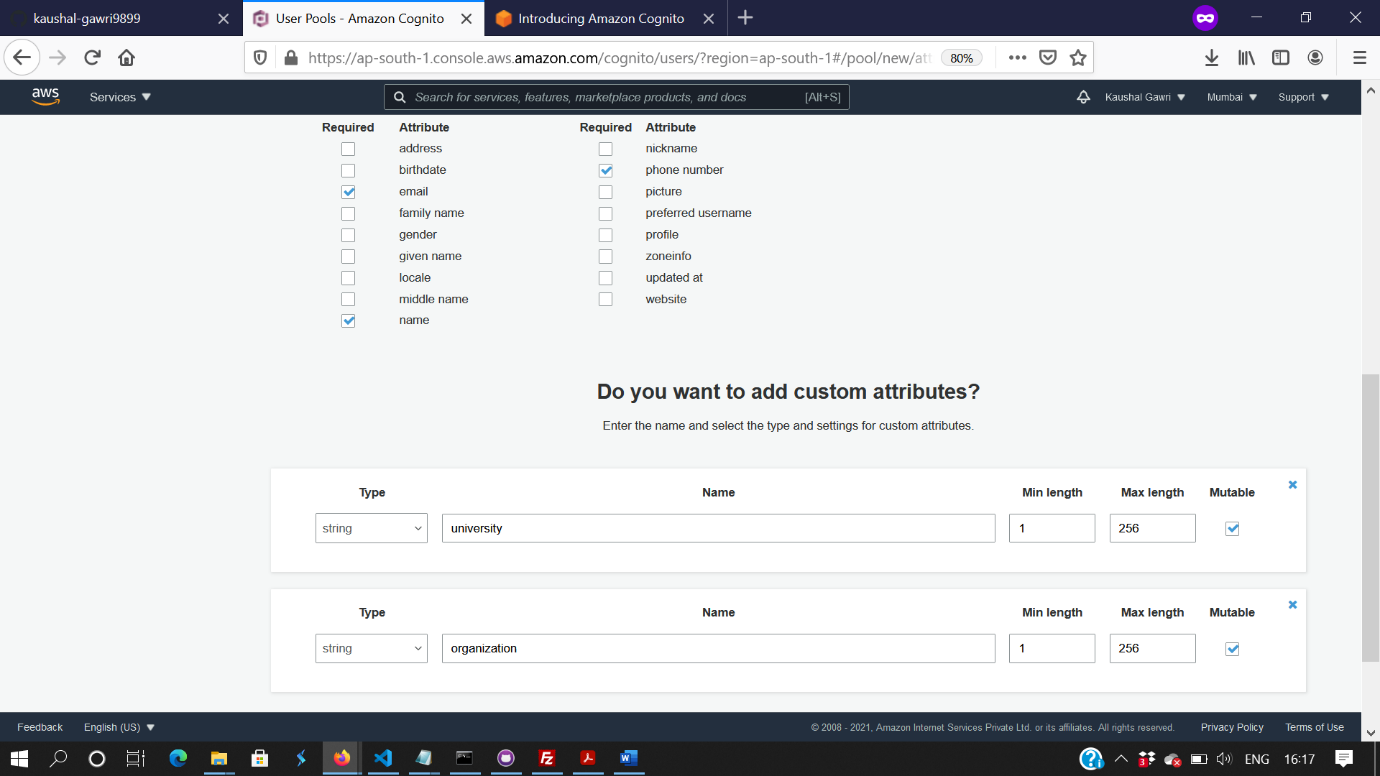 kaushal-gawri9899
User Pools - Amazon Cognito
Introducing Amazon Cognito
https://ap-south-1.console.aws.amazon.com/cognito/users/?region=ap-south-1#/pool/new/att
80%
aws
Services
Search for services, features, marketplace products, and docs [Alt+S]
Kaushal Gawri
Mumbai
Support
Required Attribute Required Attribute
address nickname
birthdate phone number
email picture
family name preferred username
gender profile
given name zoneinfo
locale updated at
middle name website
name
Do you want to add custom attributes?
Enter the name and select the type and settings for custom attributes.
Type Name Min length Max length Mutable
string university 1 256
Type Name Min length Max length Mutable
string organization 1 256
Feedback English (US) © 2008 - 2021, Amazon Internet Services Private Ltd. or its affiliates. All rights reserved. Privacy Policy Terms of Use
3 ENG 16:17